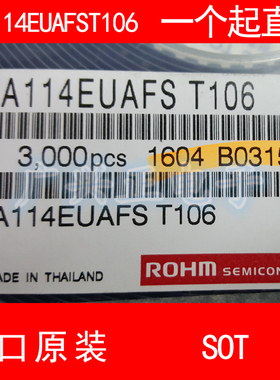 14EUAFST106 一个起直
A114EUAFS T106
3,000pcs 1604 B0315
A114EUAFS T106
MADE IN THAILAND
ROHM SEMICON
口原装 SOT